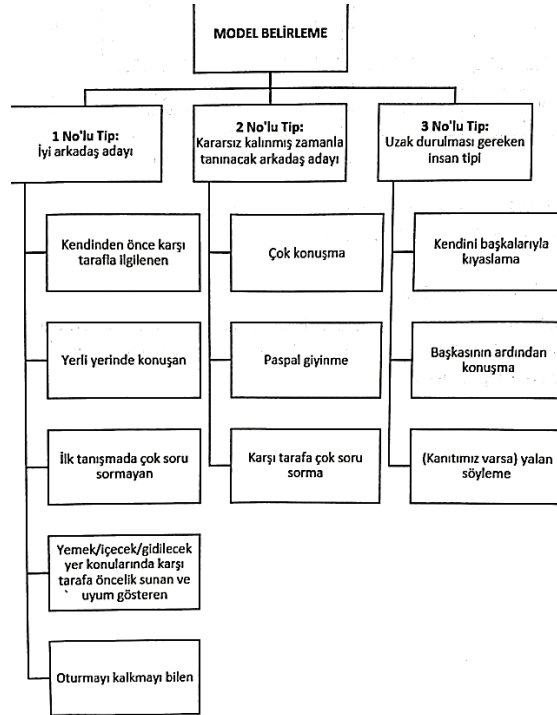 MODEL BELİRLEME
1 No'lu Tip:
İyi arkadaş adayı
2 No'lu Tip:
Kararsız kalınmış zamanla
tanınacak arkadaş adayı
3 No'lu Tip:
Uzak durulması gereken
insan tipi
Kendinden önce karşı
tarafla ilgilenen
Yerli yerinde konuşan
İlk tanışmada çok soru
sormayan
Yemek/içecek/gidilecek
yer konularında karşı
tarafa öncelik sunan ve
uyum gösteren
Oturmayı kalkmayı bilen
Çok konuşma
Paspal giyinme
Karşı tarafa çok soru
sorma
Kendini başkalarıyla
kıyaslama
Başkasının ardından
konuşma
(Kanıtımız varsa) yalan
söyleme